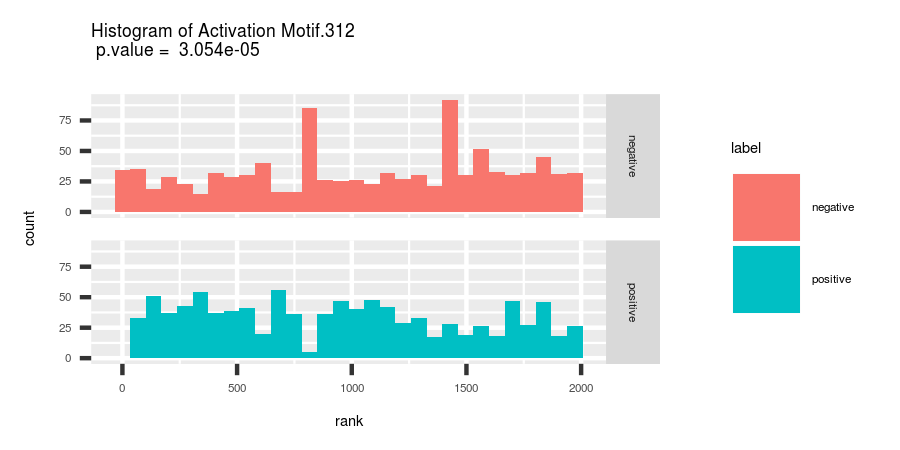 Histogram of Activation Motif.312
p.value = 3.054e-05
count
75
50
25
0
negative
75
50
25
0
positive
0 500 1000 1500 2000
rank
label
negative
positive